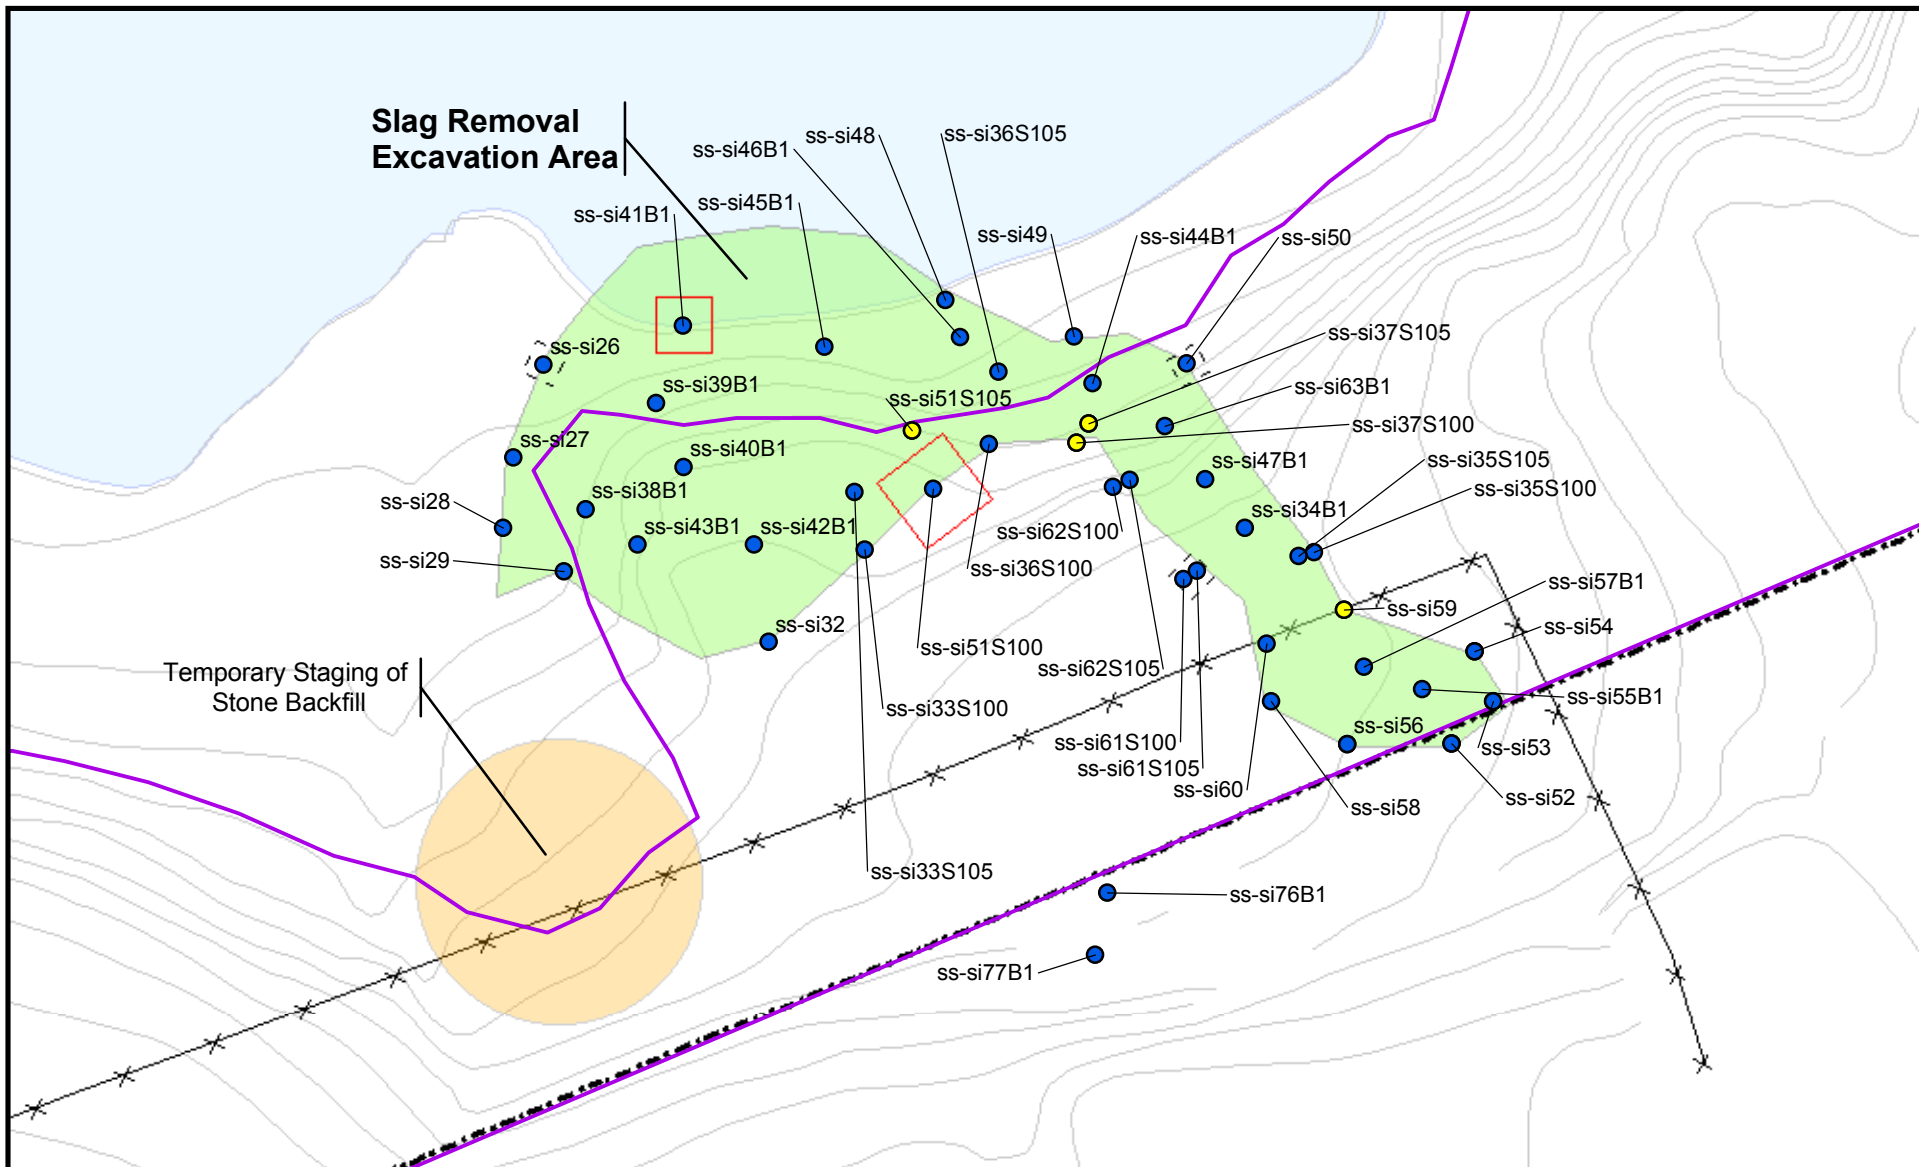 Slag Removal
Excavation Area
ss-si48
ss-si36S105
ss-si46B1
ss-si45B1
ss-si41B1
ss-si49
ss-si44B1
ss-si50
ss-si37S105
ss-si26
ss-si39B1
ss-si63B1
ss-si51S105
ss-si37S100
ss-si27
ss-si40B1
ss-si47B1
ss-si35S105
ss-si38B1
ss-si35S100
ss-si28
ss-si34B1
ss-si43B1
ss-si42B1
ss-si62S100
ss-si29
ss-si36S100
ss-si57B1
ss-si59
ss-si32
ss-si54
ss-si51S100
ss-si62S105
Temporary Staging of
Stone Backfill
ss-si55B1
ss-si33S100
ss-si56
ss-si61S100
ss-si53
ss-si61S105
ss-si60
ss-si52
ss-si58
ss-si33S105
ss-si76B1
ss-si77B1